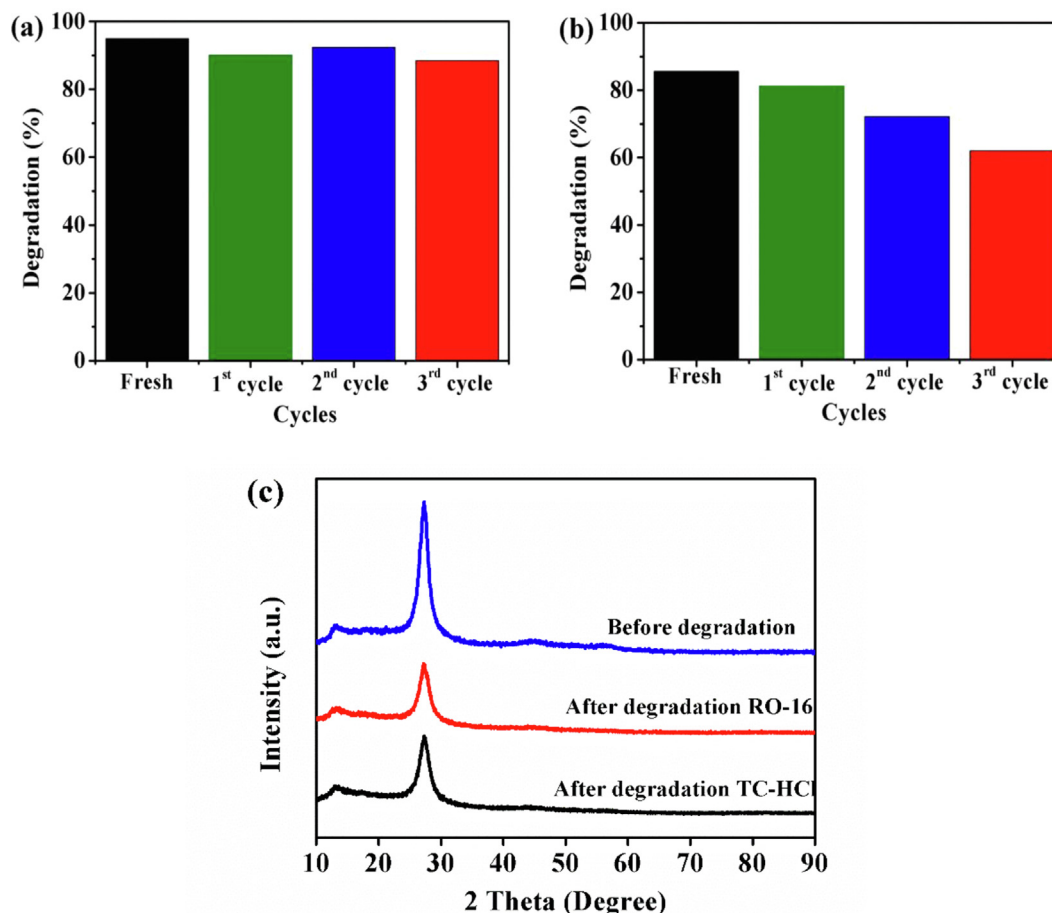 (a)
Degradation (%)
100
80
60
40
20
0
Fresh
1st cycle
2nd cycle
3rd cycle
Cycles
(b)
Degradation (%)
100
80
60
40
20
0
Fresh
1st cycle
2nd cycle
3rd cycle
Cycles
(c)
Intensity (a.u.)
Before degradation
After degradation RO-16
After degradation TC-HCl
10 20 30 40 50 60 70 80 90
2 Theta (Degree)